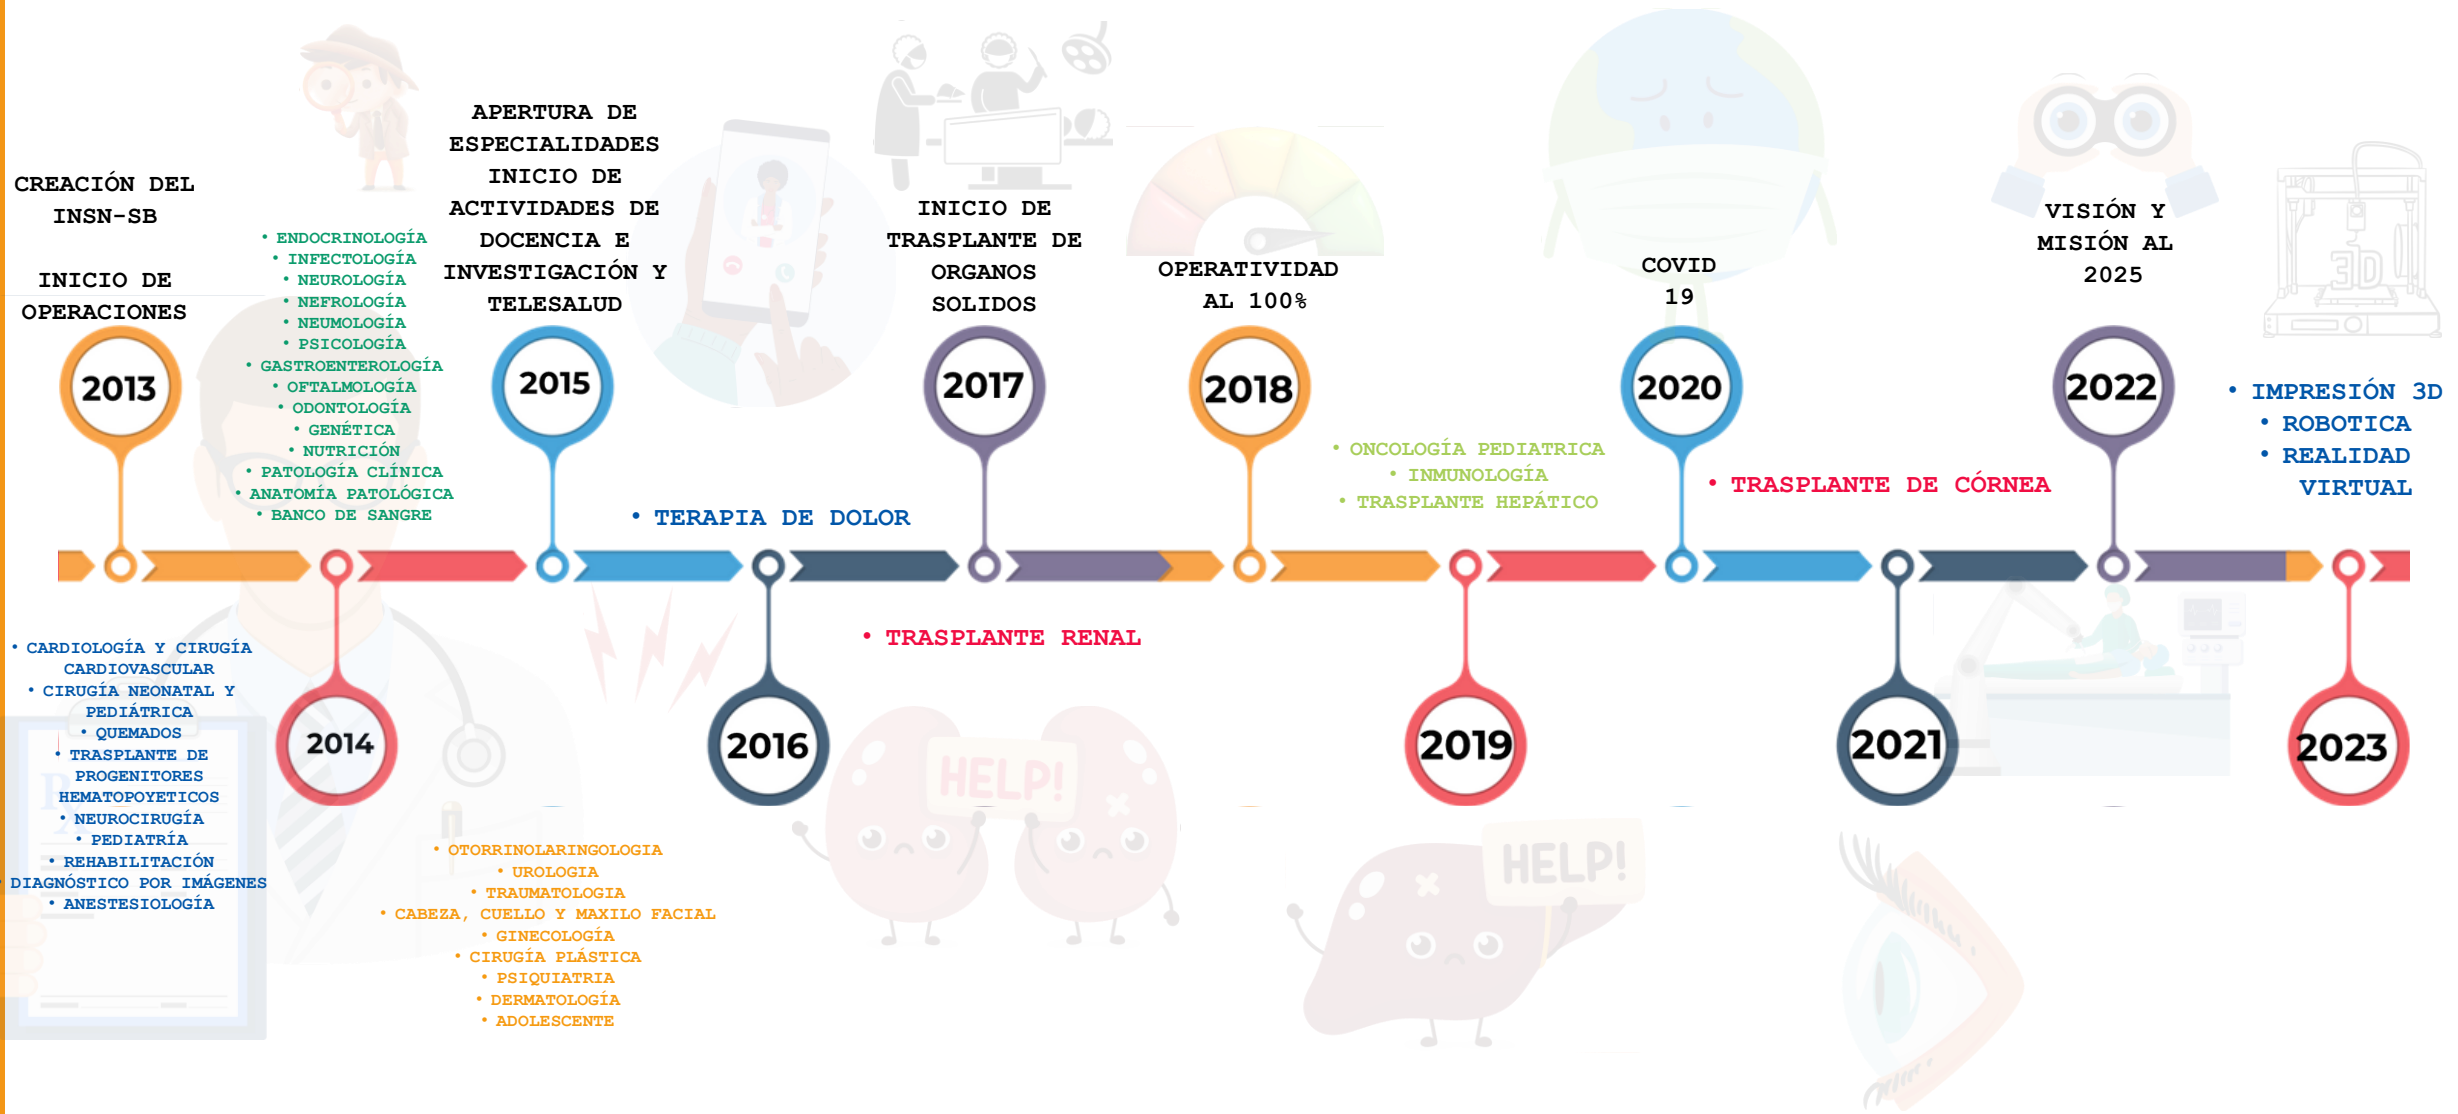 CREACIÓN DEL
INSN-SB
INICIO DE
OPERACIONES
2013
• CARDIOLOGÍA Y CIRUGÍA
CARDIOVASCULAR
• CIRUGÍA NEONATAL Y
PEDIÁTRICA
• QUEMADOS
• TRASPLANTE DE
PROGENITORES
HEMATOPOYETICOS
• NEUROCIRUGÍA
• PEDIATRÍA
• REHABILITACIÓN
• DIAGNÓSTICO POR IMÁGENES
• ANESTESIOLOGÍA
• ENDOCRINOLOGÍA
• INFECTOLOGÍA
• NEUROLOGÍA
• NEFROLOGÍA
• NEUMOLOGÍA
• PSICOLOGÍA
• GASTROENTEROLOGÍA
• OFTALMOLOGÍA
• ODONTOLOGÍA
• GENÉTICA
• NUTRICIÓN
• PATOLOGÍA CLÍNICA
• ANATOMÍA PATOLÓGICA
• BANCO DE SANGRE
2014
APERTURA DE
ESPECIALIDADES
INICIO DE
ACTIVIDADES DE
DOCENCIA E
INVESTIGACIÓN Y
TELESALUD
2015
• OTORRINOLARINGOLOGIA
• UROLOGIA
• TRAUMATOLOGIA
• CABEZA, CUELLO Y MAXILO FACIAL
• GINECOLOGÍA
• CIRUGÍA PLÁSTICA
• PSIQUIATRIA
• DERMATOLOGÍA
• ADOLESCENTE
• TERAPIA DE DOLOR
2016
INICIO DE
TRASPLANTE DE
ORGANOS
SOLIDOS
2017
• TRASPLANTE RENAL
HELP!
OPERATIVIDAD
AL 100%
2018
• ONCOLOGÍA PEDIATRICA
• INMUNOLOGÍA
• TRASPLANTE HEPÁTICO
2019
HELP!
COVID
19
2020
• TRASPLANTE DE CÓRNEA
2021
VISIÓN Y
MISIÓN AL
2025
2022
3D
• IMPRESIÓN 3D
• ROBOTICA
• REALIDAD
VIRTUAL
2023